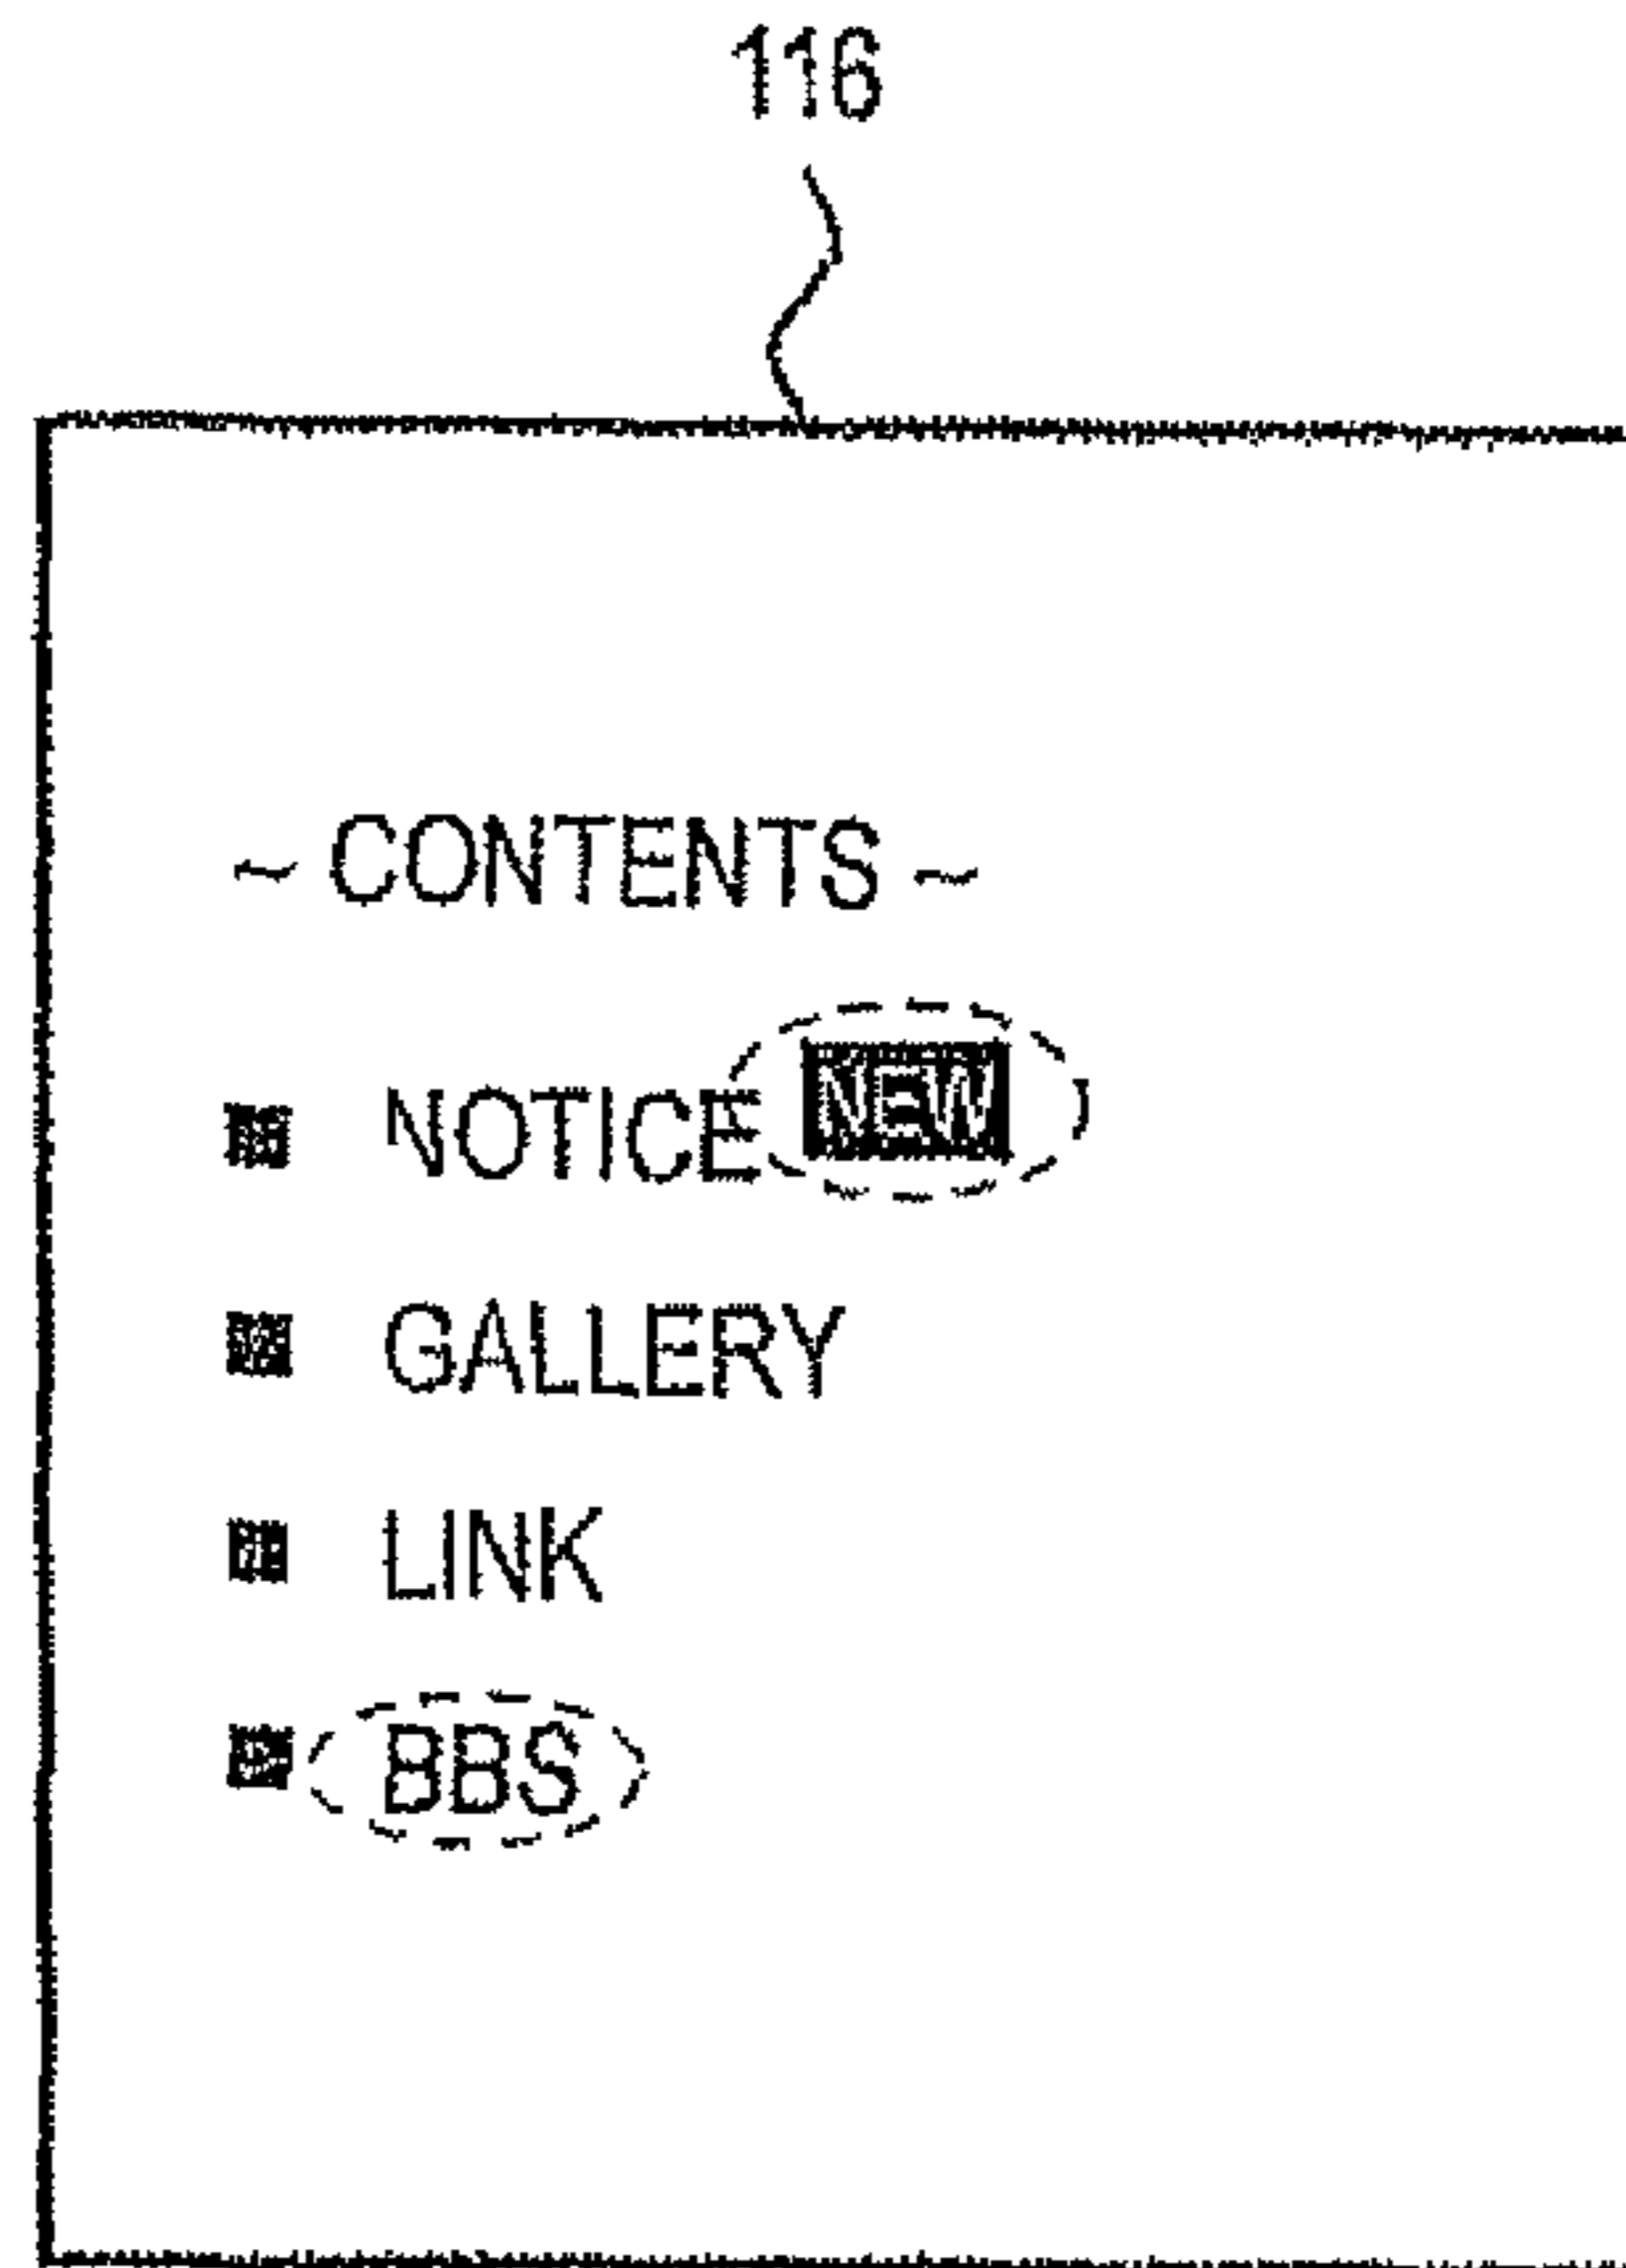 116
~ CONTENTS ~
■ NOTICE NEW
■ GALLERY
■ LINK
■ BBS